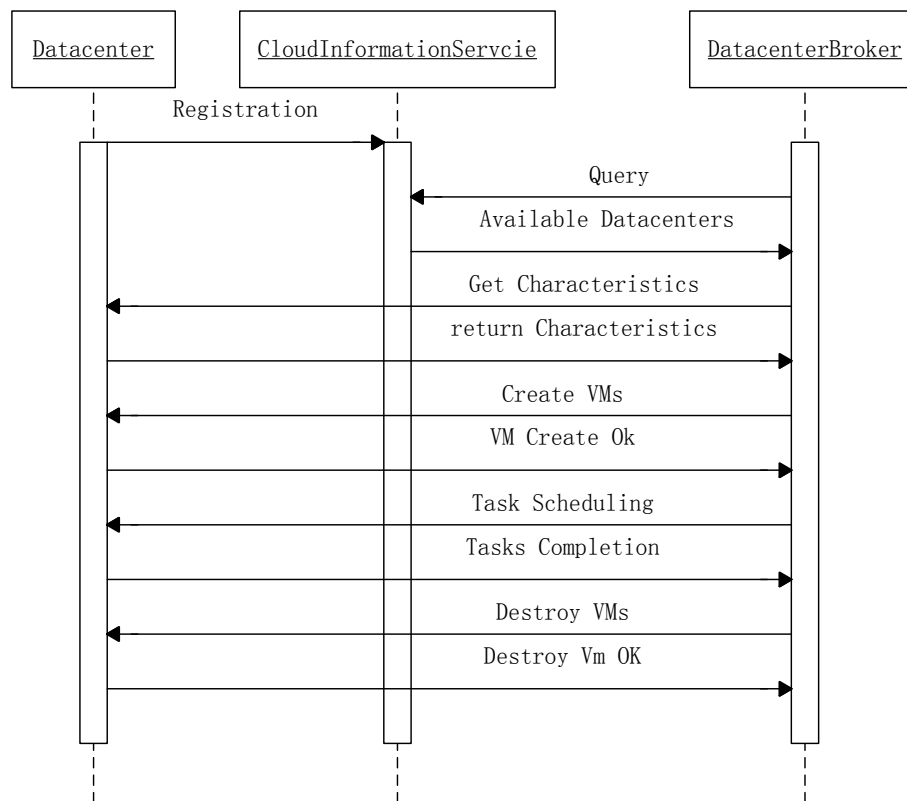 Datacenter
CloudInformationServcie
DatacenterBroker
Registration
Query
Available Datacenters
Get Characteristics
return Characteristics
Create VMs
VM Create Ok
Task Scheduling
Tasks Completion
Destroy VMs
Destroy Vm OK